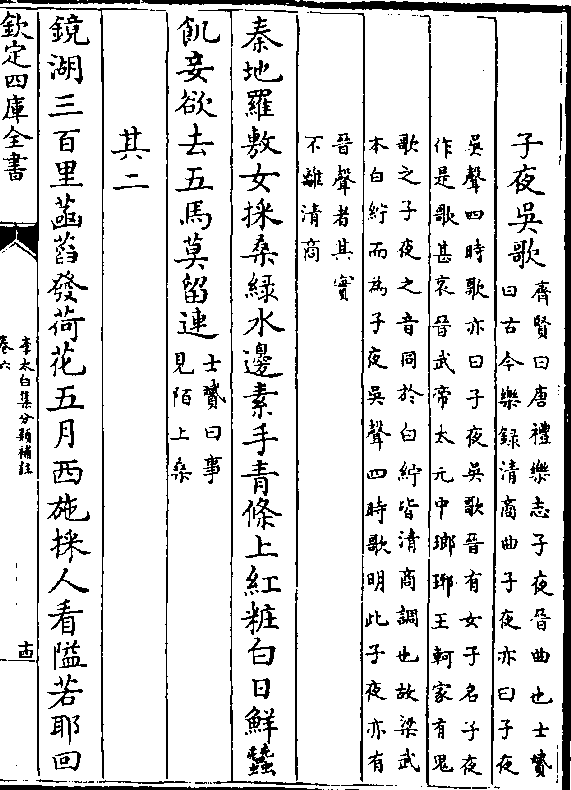 子夜吳歌
齊賢曰唐禮樂志子夜晉曲也士贇
曰古今樂録清商曲子夜亦曰子夜
吳聲四時歌亦曰子夜吳歌晉有女子名子夜
作是歌甚哀晉武帝太元中瑯琊王軻家有鬼
歌之子夜之音同於白紵皆清商調也故梁武
本白紵而為子夜吳聲四時歌明此子夜亦有
晉聲者其實
不離清商
秦地羅敷女採桑緑水邊素手青條上紅粧白日鮮蠶
飢妾欲去五馬莫留連
士贇曰事
見陌上桑
其二
鏡湖三百里菡萏發荷花五月西施採人看隘若耶回
欽定四庫全書
李太白集分類補註
卷六
十四